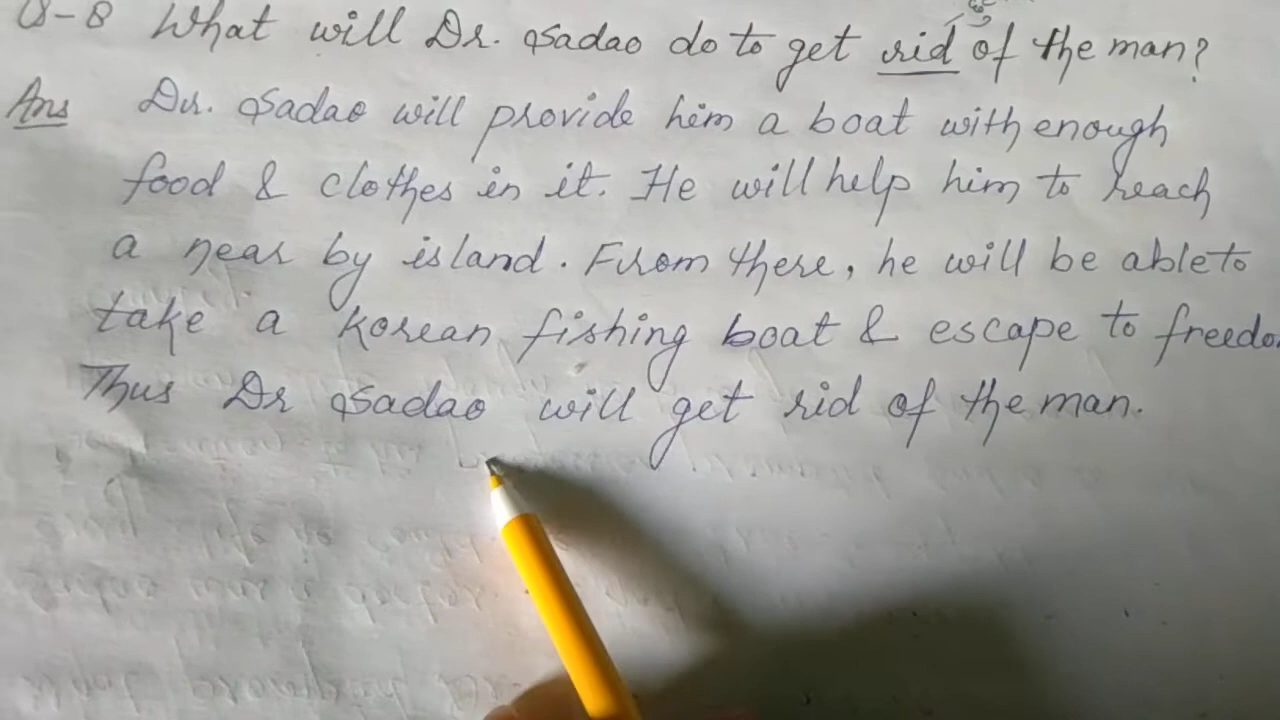 Q-8 What will Dr. Sadao do to get rid of the man?
Ans Dr. Sadao will provide him a boat with enough
food & clothes in it. He will help him to reach
a near by island. From there, he will be able to
take a Korean fishing boat & escape to freedo
Thus Dr Sadao will get rid of the man.